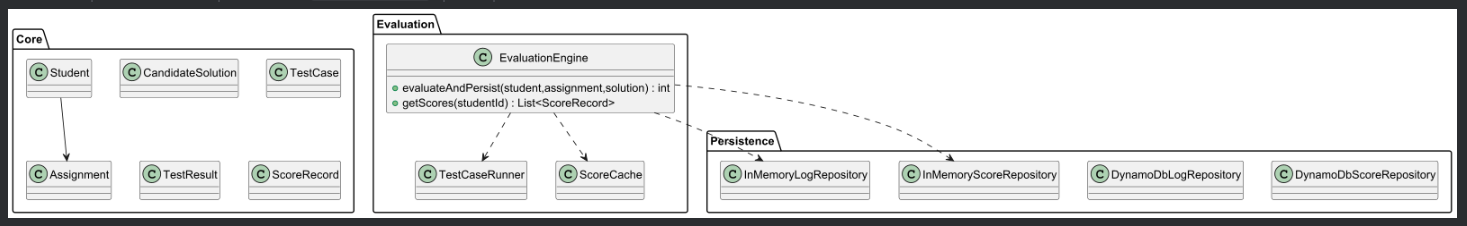 Core
C Student
C CandidateSolution
C TestCase
C Assignment
C TestResult
C ScoreRecord
Evaluation
C EvaluationEngine
evaluateAndPersist(student,assignment,solution) : int
getScores(studentId) : List<ScoreRecord>
C TestCaseRunner
C ScoreCache
Persistence
C InMemoryLogRepository
C InMemoryScoreRepository
C DynamoDbLogRepository
C DynamoDbScoreRepository